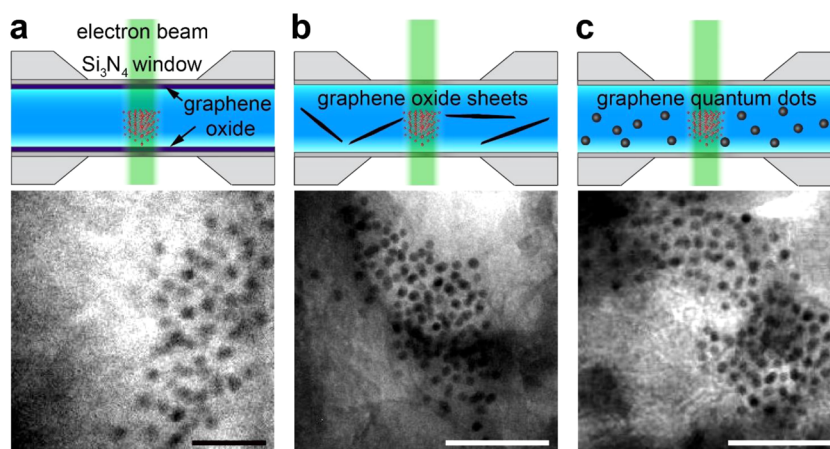 a
electron beam
Si₃N₄ window
graphene
oxide
b
graphene oxide sheets
c
graphene quantum dots